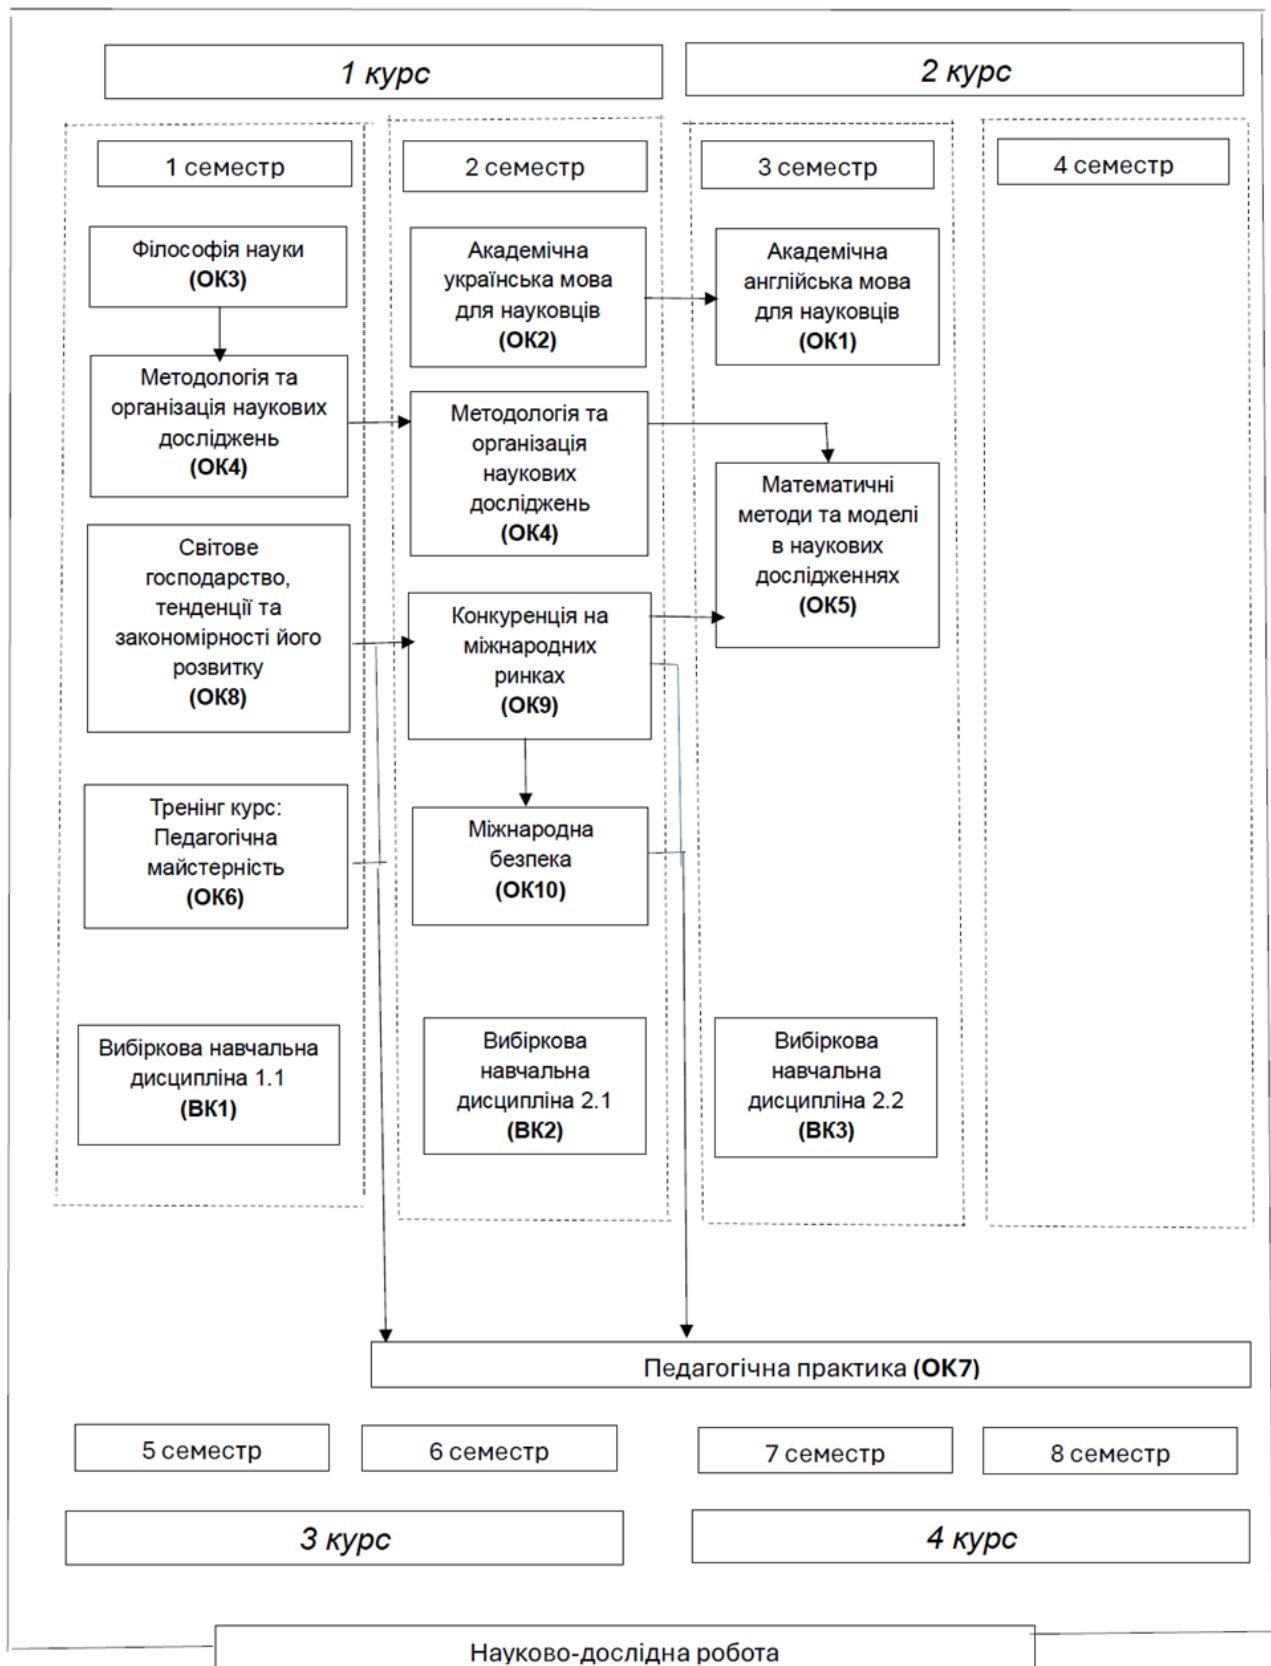 1 курс
2 курс
1 семестр
2 семестр
3 семестр
4 семестр
Філософія науки
(ОК3)
Методологія та
організація наукових
досліджень
(ОК4)
Світове
господарство,
тенденції та
закономірності його
розвитку
(ОК8)
Тренінг курс:
Педагогічна
майстерність
(ОК6)
Вибіркова навчальна
дисципліна 1.1
(ВК1)
Академічна
українська мова
для науковців
(ОК2)
Методологія та
організація
наукових
досліджень
(ОК4)
Конкуренція на
міжнародних
ринках
(ОК9)
Міжнародна
безпека
(ОК10)
Вибіркова
навчальна
дисципліна 2.1
(ВК2)
Академічна
англійська мова
для науковців
(ОК1)
Математичні
методи та моделі
в наукових
дослідженнях
(ОК5)
Вибіркова
навчальна
дисципліна 2.2
(ВК3)
Педагогічна практика (ОК7)
5 семестр
6 семестр
7 семестр
8 семестр
3 курс
4 курс
Науково-дослідна робота